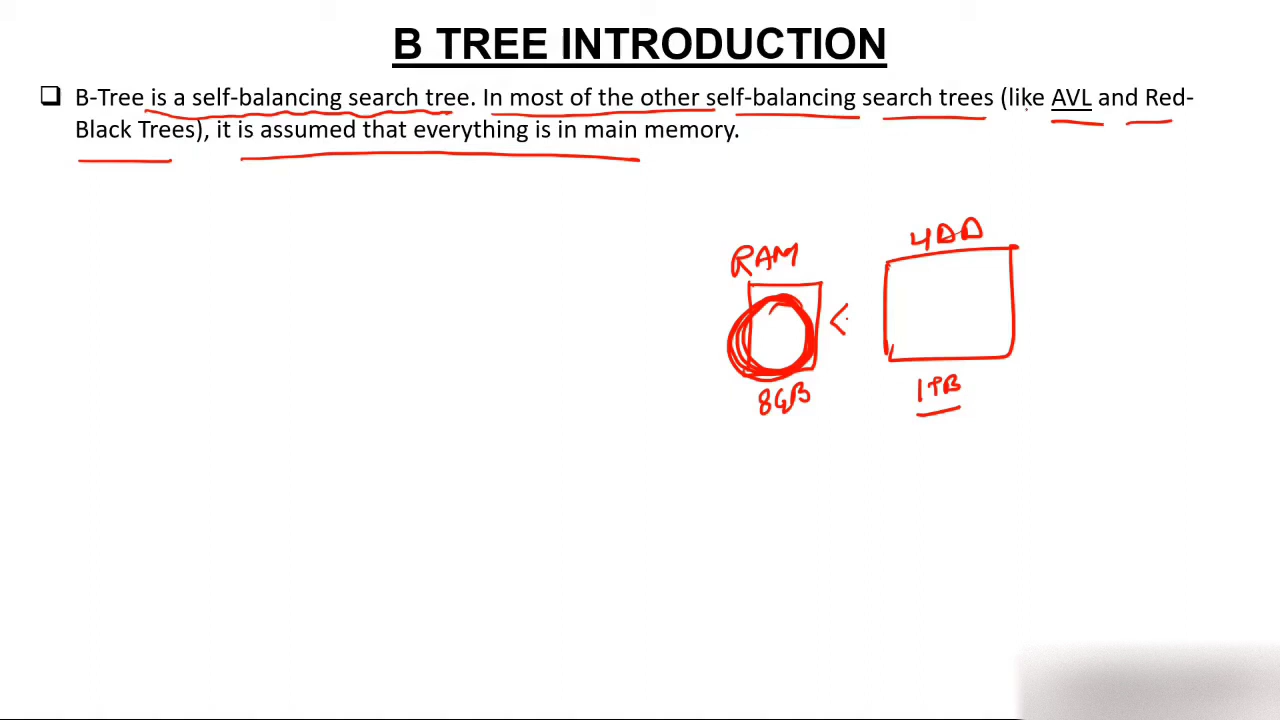 B TREE INTRODUCTION
❑ B-Tree is a self-balancing search tree. In most of the other self-balancing search trees (like AVL and Red-
Black Trees), it is assumed that everything is in main memory.
HDD
RAM
<
8GB
1TB